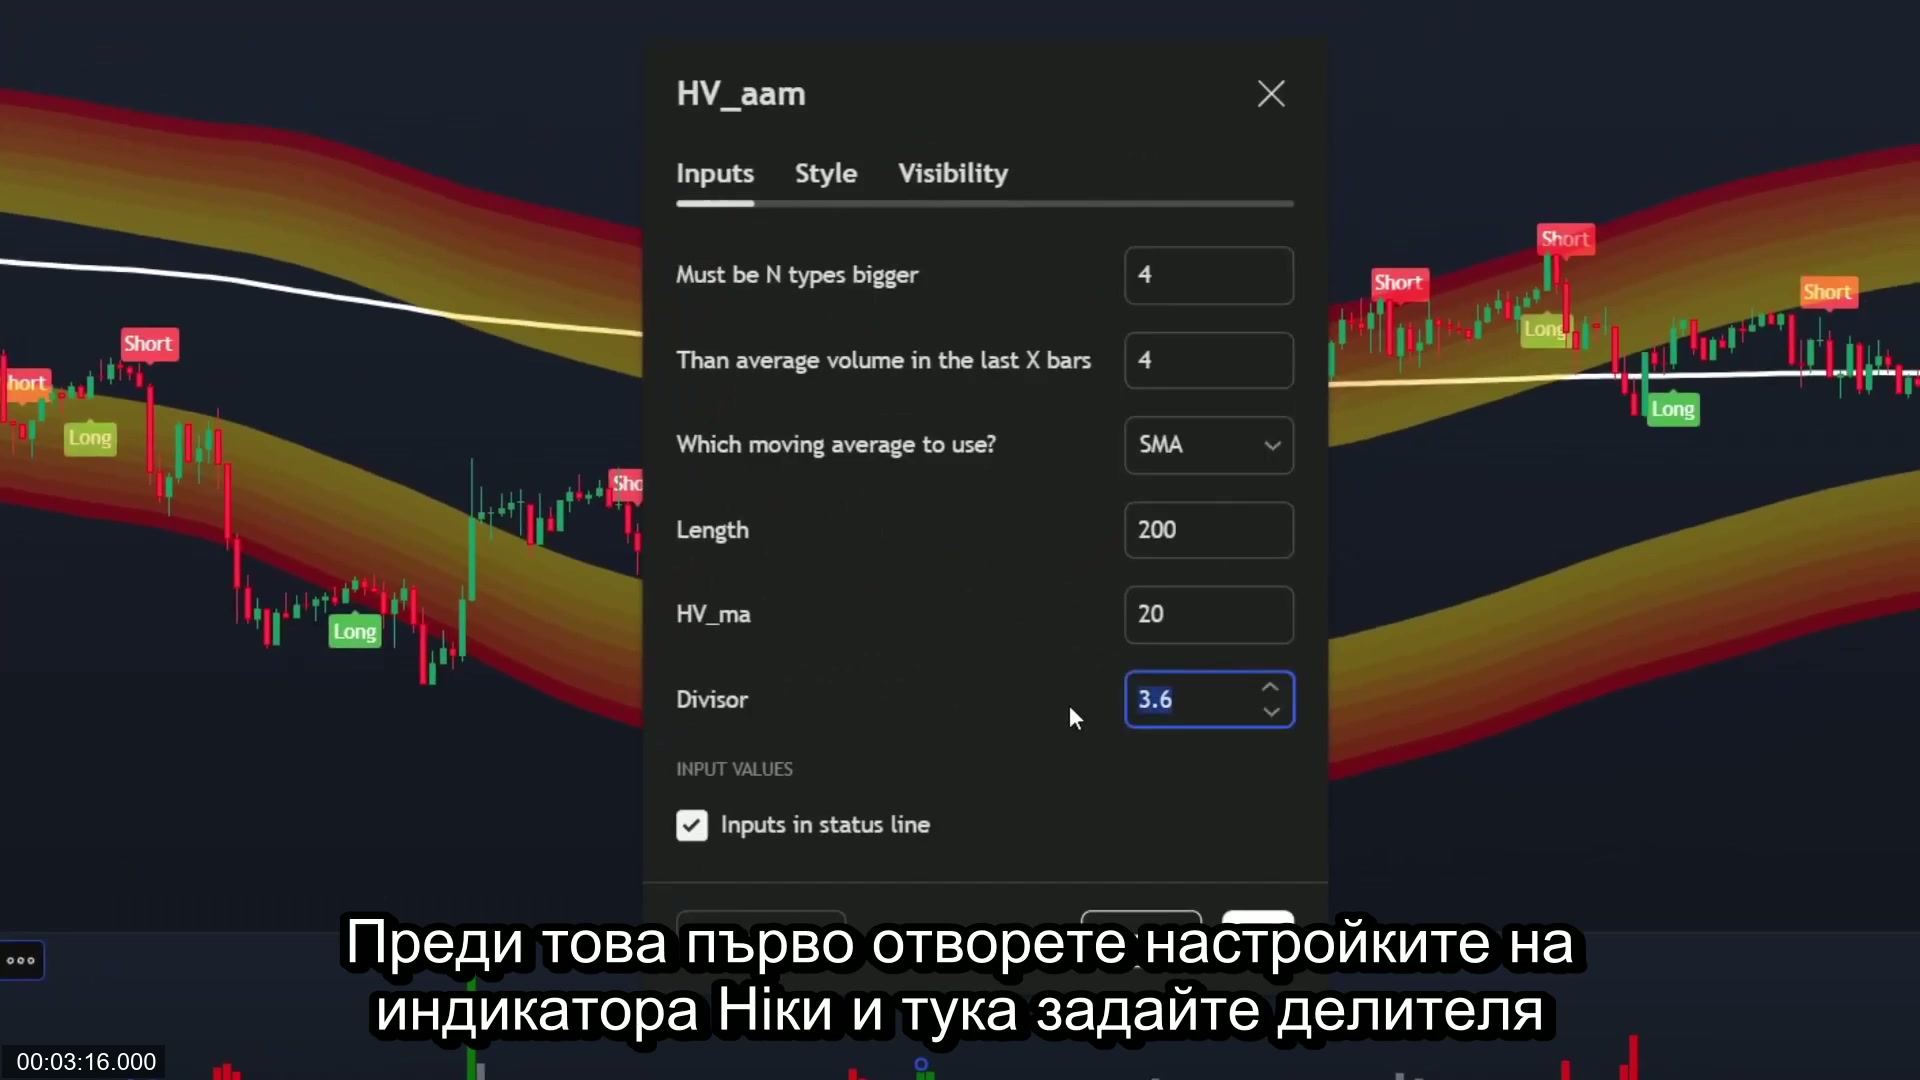 HV_aam
Inputs Style Visibility
Must be N types bigger 4
Than average volume in the last X bars 4
Which moving average to use? SMA
Length 200
HV_ma 20
Divisor 3.6
INPUT VALUES
Inputs in status line
Short
hort
Long
Long
Sho
Short
Short
Long
Short
Long
Преди това първо отворете настройките на
индикатора Ніки и тука задайте делителя
00:03:16.000